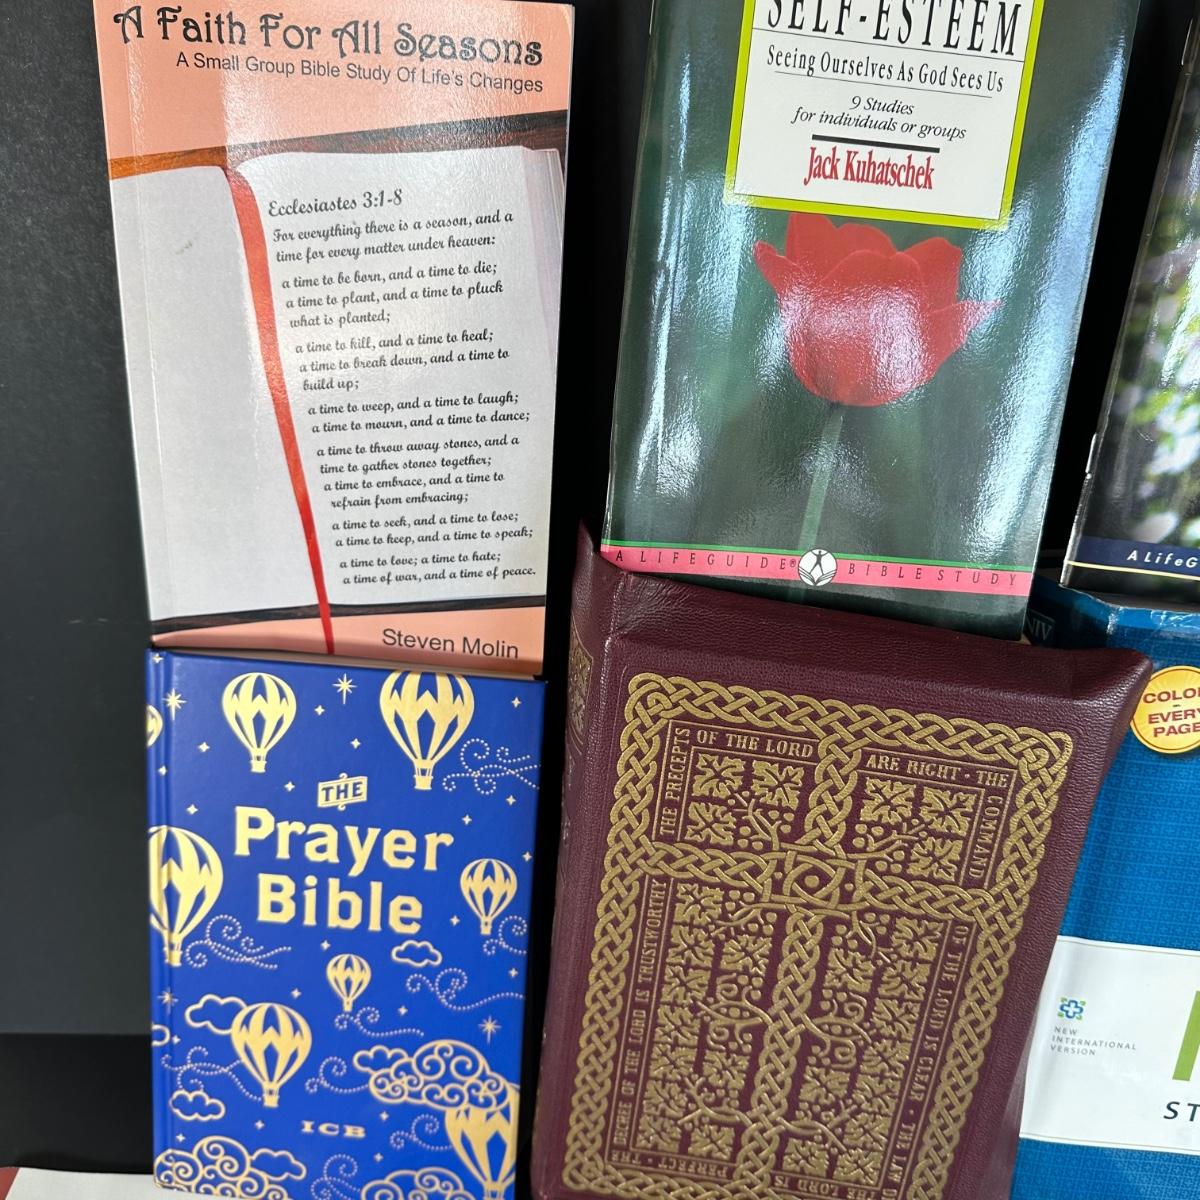 A Faith For All Seasons
A Small Group Bible Study Of Life's Changes
Ecclesiastes 3:1-8
For everything there is a season, and a
time for every matter under heaven:
a time to be born, and a time to die;
a time to plant, and a time to pluck
what is planted;
a time to kill, and a time to heal;
a time to break down, and a time to
build up;
a time to weep, and a time to laugh;
a time to mourn, and a time to dance;
a time to throw away stones, and a
time to gather stones together;
a time to embrace, and a time to
refrain from embracing;
a time to seek, and a time to lose;
a time to keep, and a time to speak;
a time to love; a time to hate;
a time of war, and a time of peace.
Steven Molin
SELF-ESTEEM
Seeing Ourselves As God Sees Us
9 Studies
for individuals or groups
Jack Kuhatschek
A LIFEGUIDE® BIBLE STUDY
A LifeG
THE
Prayer
Bible
ICB
THE PRECEPTS
OF THE LORD
ARE RIGHT · THE
COMMAND
OF THE LORD IS CLEAR · THE LAW
THE LORD IS
PERFECT · THE
DECREE OF THE LORD IS TRUSTWORTHY
NIV
COLO
EVERY
PAGE
NEW
INTERNATIONAL
VERSION
ST